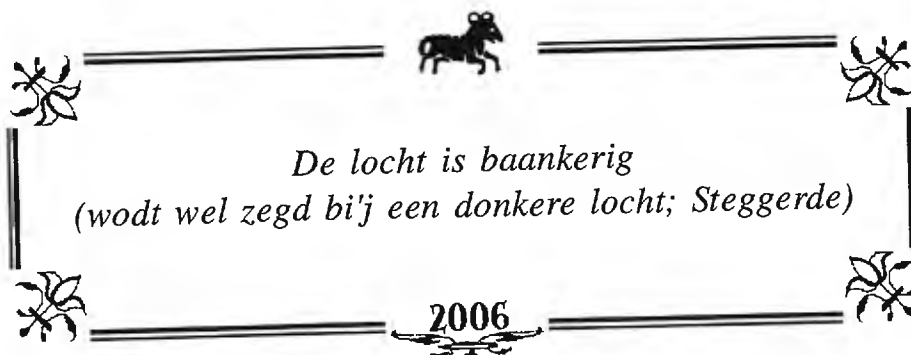 De locht is baankerig
(wodt wel zegd bi'j een donkere locht; Steggerde)
2006